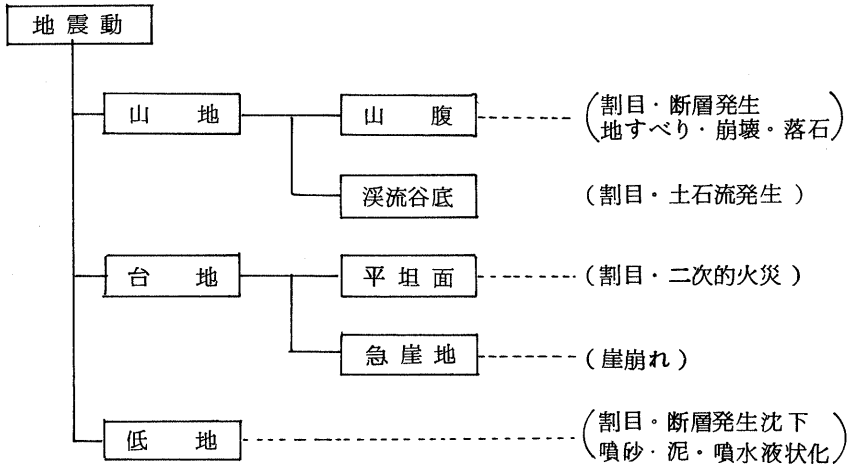 地震動
山地
山腹
(割目・断層発生
地すべり・崩壊・落石)
渓流谷底
(割目・土石流発生)
台地
平坦面
(割目・二次的火災)
急崖地
(崖崩れ)
低地
(割目・断層発生沈下
噴砂・泥・噴水液状化)